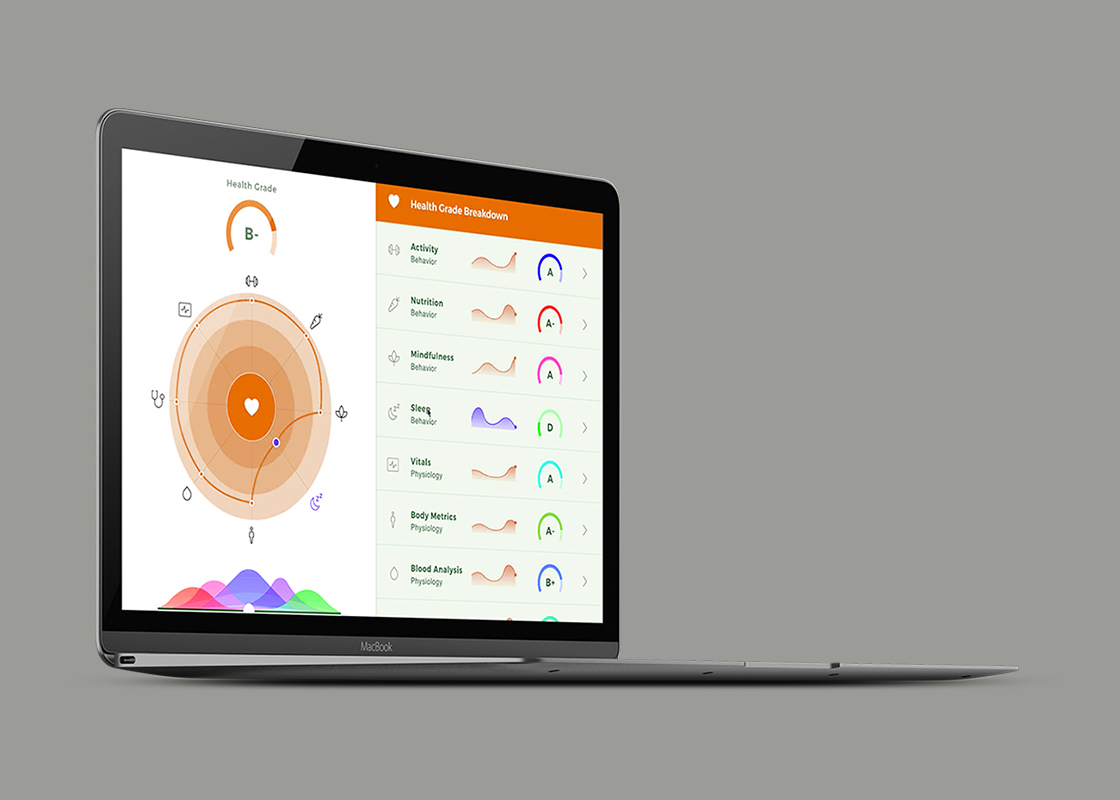 Health Grade
B-
Health Grade Breakdown
Activity
Behavior
A
Nutrition
Behavior
A-
Mindfulness
Behavior
A
Sleep
Behavior
D
Vitals
Physiology
A
Body Metrics
Physiology
A-
Blood Analysis
Physiology
B+
MacBook